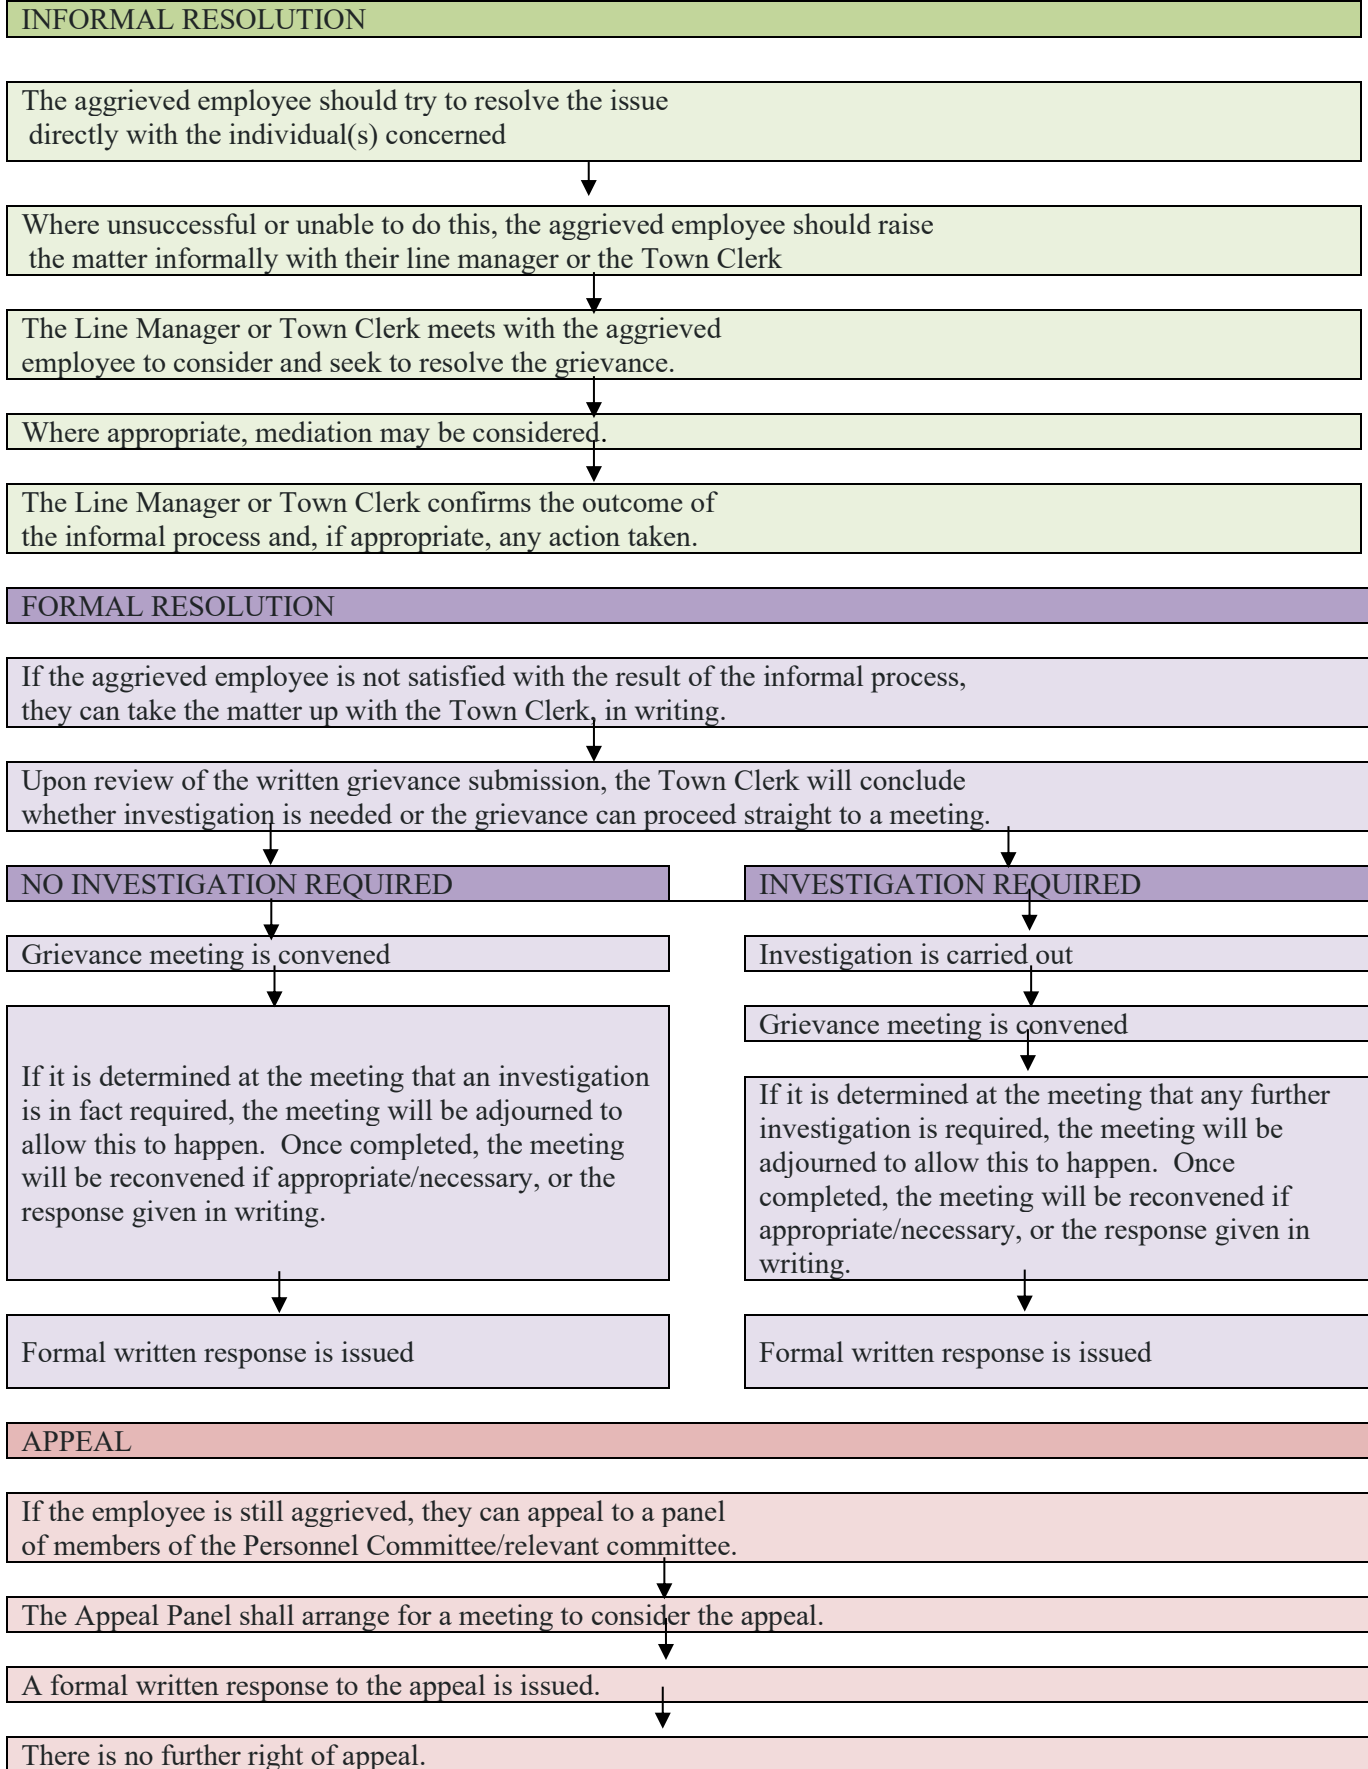 INFORMAL RESOLUTION
The aggrieved employee should try to resolve the issue
directly with the individual(s) concerned
Where unsuccessful or unable to do this, the aggrieved employee should raise
the matter informally with their line manager or the Town Clerk
The Line Manager or Town Clerk meets with the aggrieved
employee to consider and seek to resolve the grievance.
Where appropriate, mediation may be considered.
The Line Manager or Town Clerk confirms the outcome of
the informal process and, if appropriate, any action taken.
FORMAL RESOLUTION
If the aggrieved employee is not satisfied with the result of the informal process,
they can take the matter up with the Town Clerk, in writing.
Upon review of the written grievance submission, the Town Clerk will conclude
whether investigation is needed or the grievance can proceed straight to a meeting.
NO INVESTIGATION REQUIRED
Grievance meeting is convened
If it is determined at the meeting that an investigation
is in fact required, the meeting will be adjourned to
allow this to happen.  Once completed, the meeting
will be reconvened if appropriate/necessary, or the
response given in writing.
Formal written response is issued
INVESTIGATION REQUIRED
Investigation is carried out
Grievance meeting is convened
If it is determined at the meeting that any further
investigation is required, the meeting will be
adjourned to allow this to happen.  Once
completed, the meeting will be reconvened if
appropriate/necessary, or the response given in
writing.
Formal written response is issued
APPEAL
If the employee is still aggrieved, they can appeal to a panel
of members of the Personnel Committee/relevant committee.
The Appeal Panel shall arrange for a meeting to consider the appeal.
A formal written response to the appeal is issued.
There is no further right of appeal.